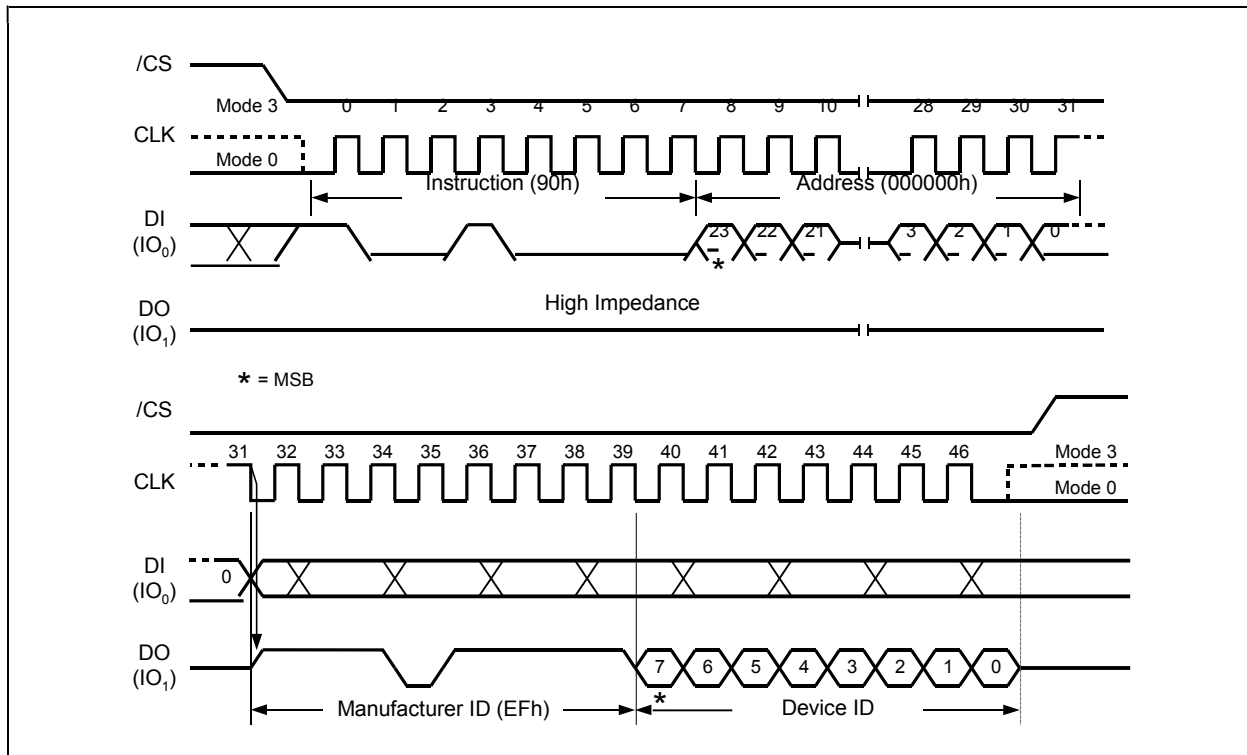 /CS
Mode 3 0 1 2 3 4 5 6 7 8 9 10 28 29 30 31
CLK
Mode 0
Instruction (90h) Address (000000h)
DI
(IO0)
23 22 21 3 2 1 0
*
High Impedance
DO
(IO1)
* = MSB
/CS
31 32 33 34 35 36 37 38 39 40 41 42 43 44 45 46 Mode 3
CLK
Mode 0
DI
(IO0)
0
DO
(IO1)
7 6 5 4 3 2 1 0
*
Manufacturer ID (EFh) Device ID